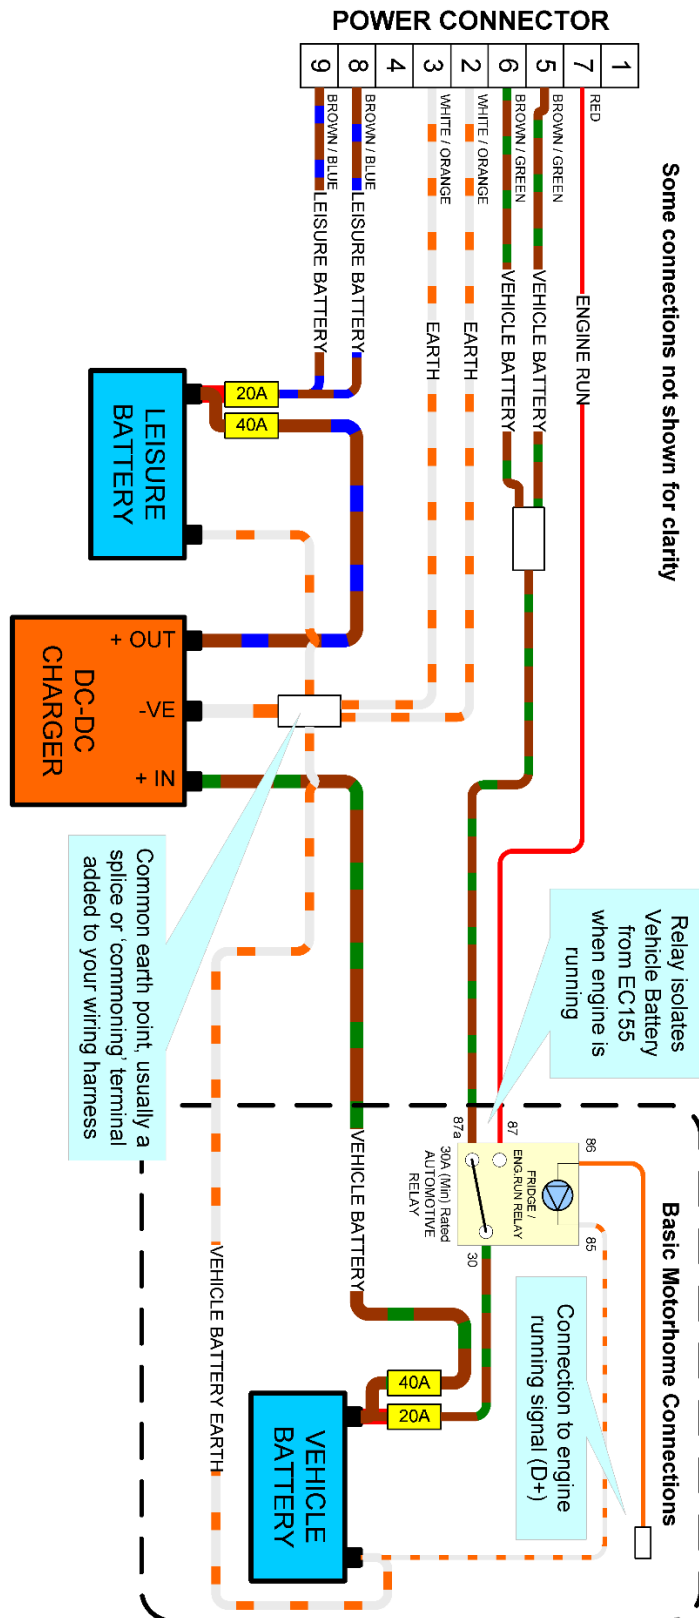 POWER CONNECTOR
9
8
4
3
2
6
5
7
1
BROWN / BLUE
BROWN / BLUE
WHITE / ORANGE
WHITE / ORANGE
BROWN / GREEN
BROWN / GREEN
RED
LEISURE BATTERY
LEISURE BATTERY
EARTH
EARTH
VEHICLE BATTERY
VEHICLE BATTERY
ENGINE RUN
Some connections not shown for clarity
20A
40A
LEISURE
BATTERY
+ OUT
-VE
+ IN
DC-DC
CHARGER
Common earth point, usually a
splice or 'commoning' terminal
added to your wiring harness
Relay isolates
Vehicle Battery
from EC155
when engine is
running
87a
87
86
85
30
FRIDGE /
ENG.RUN RELAY
30A (Min) Rated
AUTOMOTIVE
RELAY
Basic Motorhome Connections
VEHICLE BATTERY
VEHICLE BATTERY EARTH
Connection to engine
running signal (D+)
40A
20A
VEHICLE
BATTERY